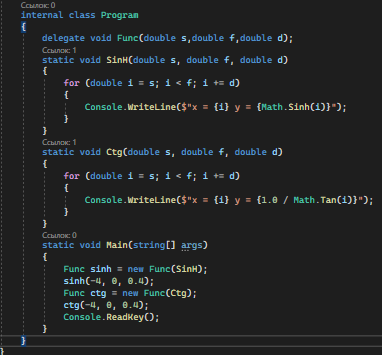 Ссылок: 0
internal class Program
{
delegate void Func(double s,double f,double d);
Ссылок: 1
static void SinH(double s, double f, double d)
{
for (double i = s; i < f; i += d)
{
Console.WriteLine($"x = {i} y = {Math.Sinh(i)}");
}
}
Ссылок: 1
static void Ctg(double s, double f, double d)
{
for (double i = s; i < f; i += d)
{
Console.WriteLine($"x = {i} y = {1.0 / Math.Tan(i)}");
}
}
Ссылок: 0
static void Main(string[] args)
{
Func sinh = new Func(SinH);
sinh(-4, 0, 0.4);
Func ctg = new Func(Ctg);
ctg(-4, 0, 0.4);
Console.ReadKey();
}
}
}